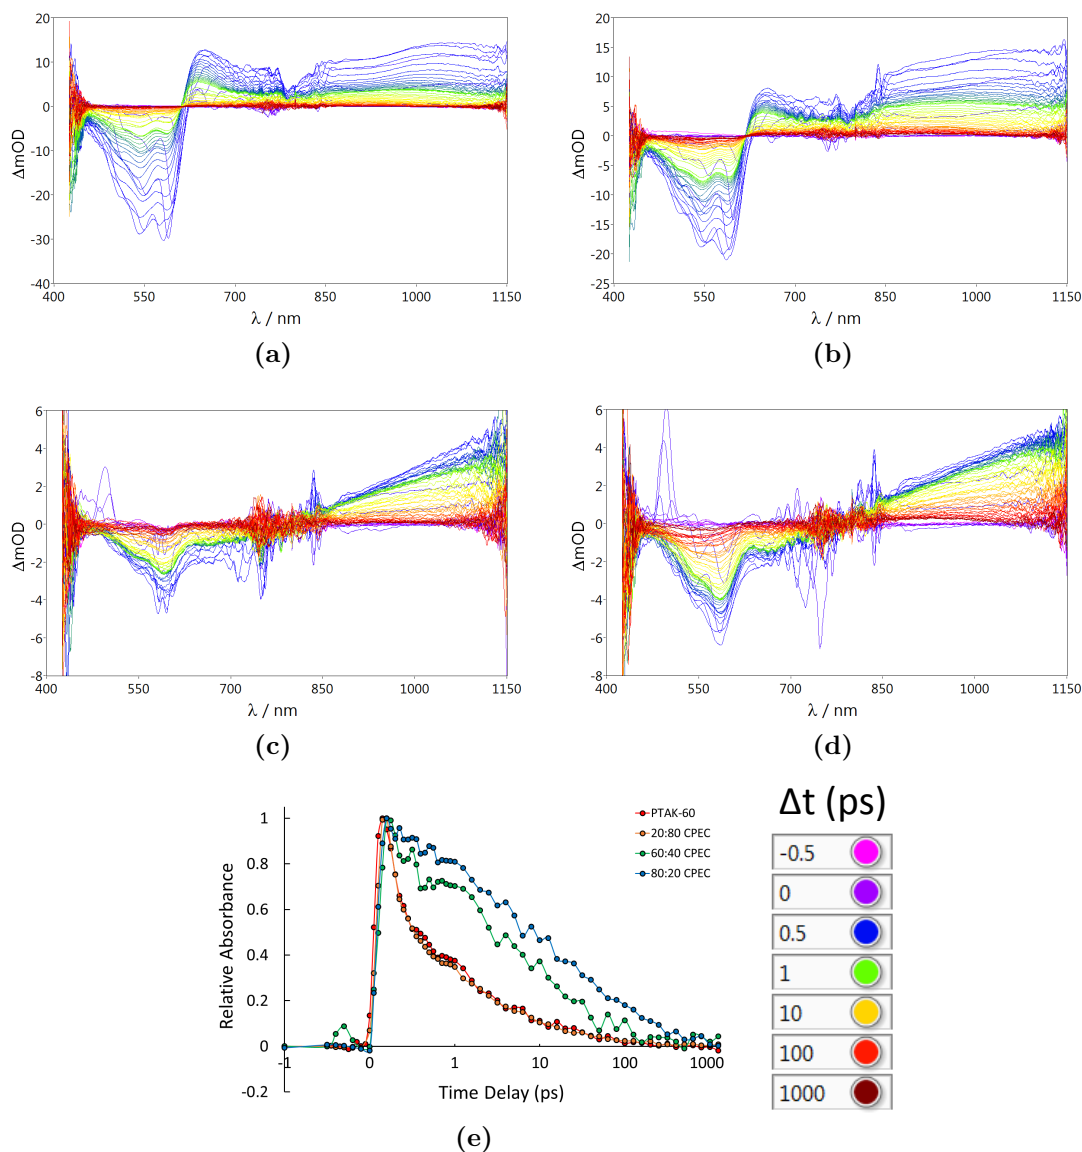 20
10
0
-10
-20
-30
-40
ΔmOD
400 550 700 850 1000 1150
λ / nm
(a)
20
15
10
5
0
-5
-10
-15
-20
-25
ΔmOD
400 550 700 850 1000 1150
λ / nm
(b)
6
4
2
0
-2
-4
-6
-8
ΔmOD
400 550 700 850 1000 1150
λ / nm
(c)
6
4
2
0
-2
-4
-6
-8
ΔmOD
400 550 700 850 1000 1150
λ / nm
(d)
1
0.8
0.6
0.4
0.2
0
-0.2
Relative Absorbance
-1 0 1 10 100 1000
Time Delay (ps)
PTAK-60
20:80 CPEC
60:40 CPEC
80:20 CPEC
(e)
Δt (ps)
-0.5
0
0.5
1
10
100
1000